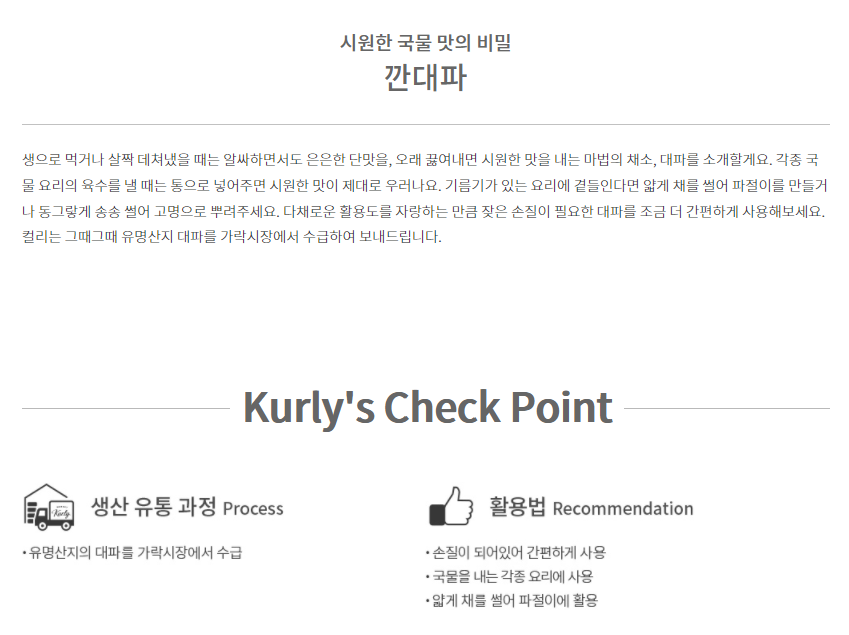 시원한 국물 맛의 비밀
깐대파
생으로 먹거나 살짝 데쳐냈을 때는 알싸하면서도 은은한 단맛을, 오래 끓여내면 시원한 맛을 내는 마법의 채소, 대파를 소개할게요. 각종 국
물 요리의 육수를 낼 때는 통으로 넣어주면 시원한 맛이 제대로 우러나요. 기름기가 있는 요리에 곁들인다면 얇게 채를 썰어 파절이를 만들거
나 동그랗게 송송 썰어 고명으로 뿌려주세요. 다채로운 활용도를 자랑하는 만큼 잦은 손질이 필요한 대파를 조금 더 간편하게 사용해보세요.
컬리는 그때그때 유명산지 대파를 가락시장에서 수급하여 보내드립니다.
Kurly's Check Point
Kurly
생산 유통 과정 Process
• 유명산지의 대파를 가락시장에서 수급
활용법 Recommendation
• 손질이 되어있어 간편하게 사용
• 국물을 내는 각종 요리에 사용
• 얇게 채를 썰어 파절이에 활용